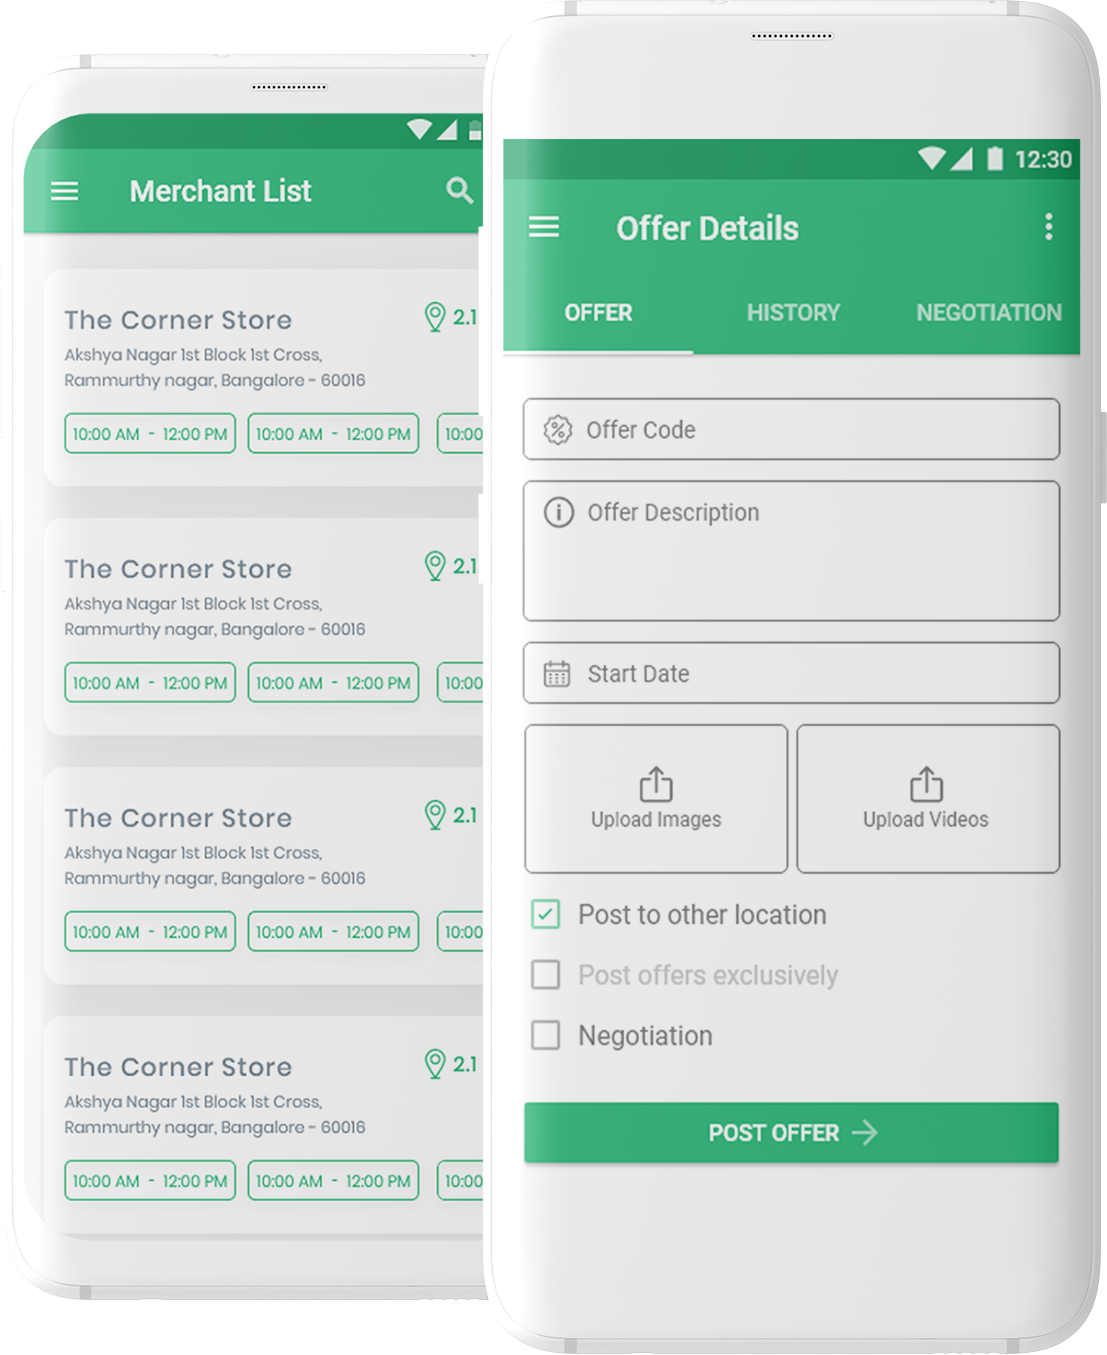 Merchant List
The Corner Store
2.1
Akshya Nagar 1st Block 1st Cross,
Rammurthy nagar, Bangalore - 60016
10:00 AM - 12:00 PM
10:00 AM - 12:00 PM
10:00
The Corner Store
2.1
Akshya Nagar 1st Block 1st Cross,
Rammurthy nagar, Bangalore - 60016
10:00 AM - 12:00 PM
10:00 AM - 12:00 PM
10:00
The Corner Store
2.1
Akshya Nagar 1st Block 1st Cross,
Rammurthy nagar, Bangalore - 60016
10:00 AM - 12:00 PM
10:00 AM - 12:00 PM
10:00
The Corner Store
2.1
Akshya Nagar 1st Block 1st Cross,
Rammurthy nagar, Bangalore - 60016
10:00 AM - 12:00 PM
10:00 AM - 12:00 PM
10:00
12:30
Offer Details
OFFER HISTORY NEGOTIATION
Offer Code
Offer Description
Start Date
Upload Images
Upload Videos
Post to other location
Post offers exclusively
Negotiation
POST OFFER